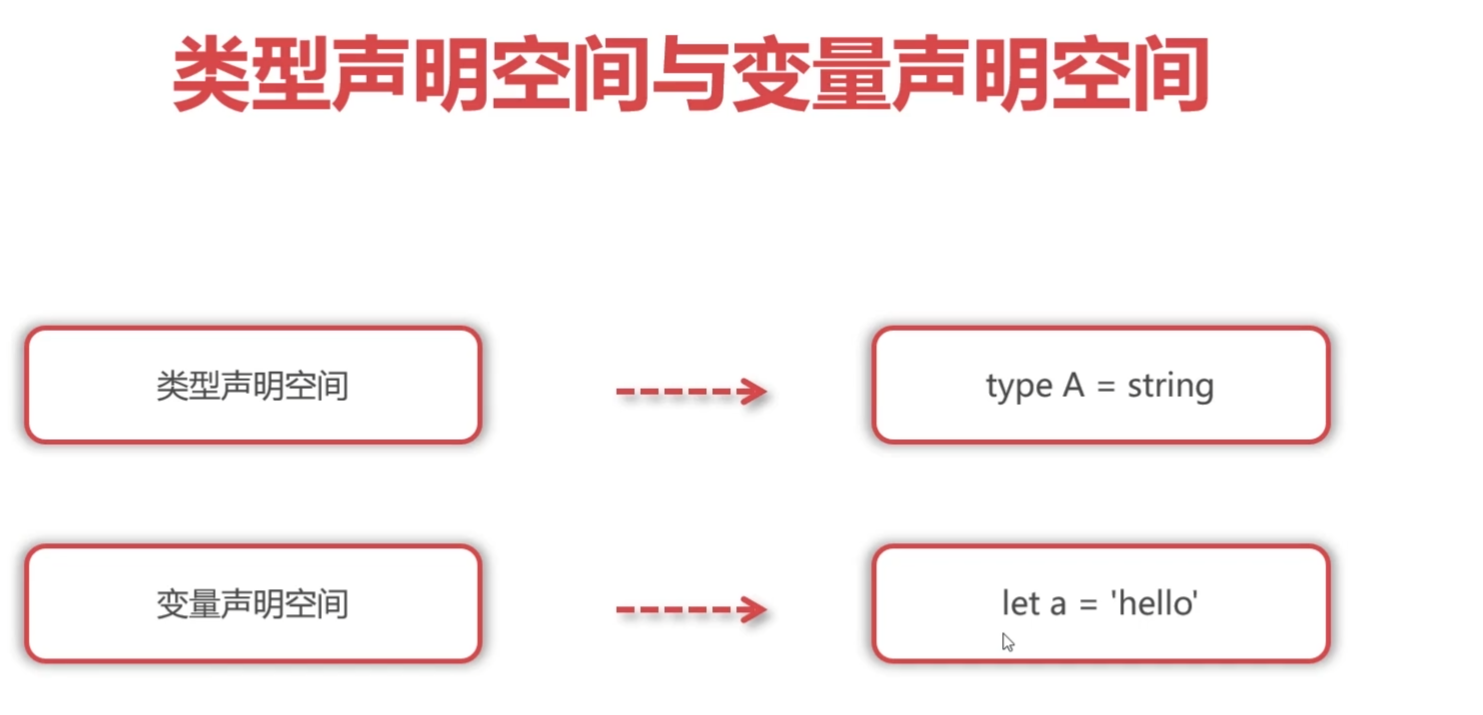 类型声明空间与变量声明空间
类型声明空间
type A = string
变量声明空间
let a = 'hello'